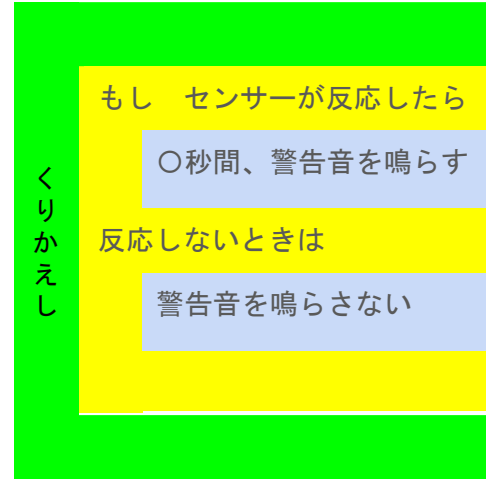 もし　センサーが反応したら
〇秒間、警告音を鳴らす
反応しないときは
警告音を鳴らさない
くりかえし